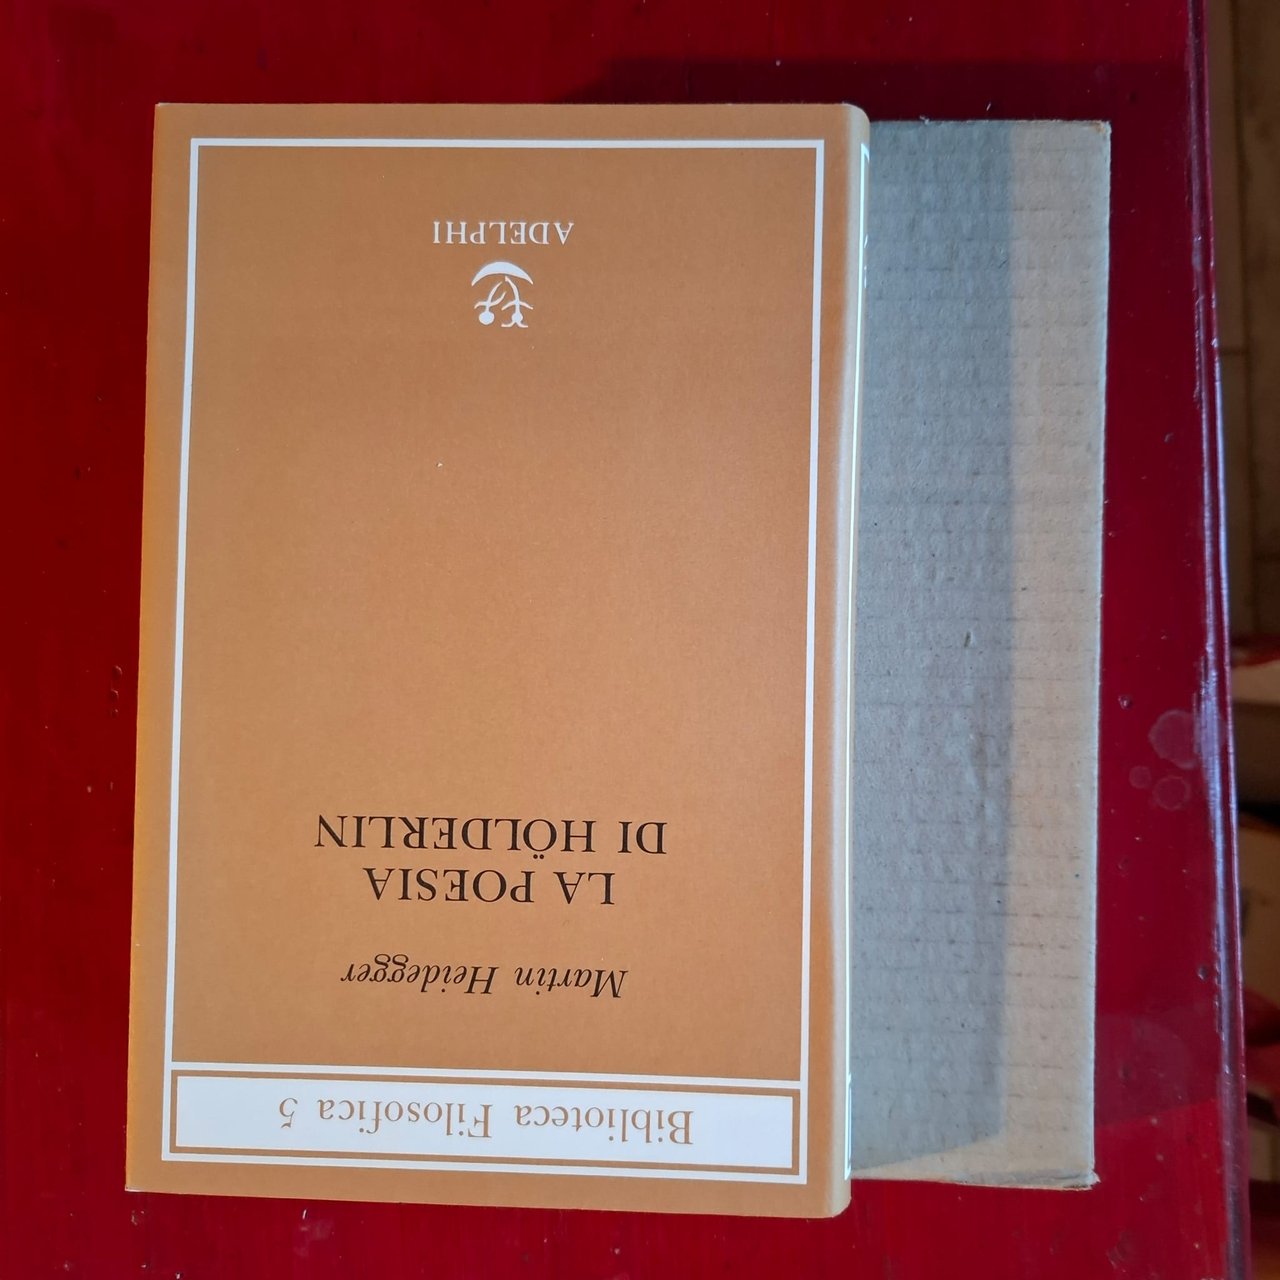 Biblioteca Filosofica 5
Martin Heidegger
LA POESIA
DI HÖLDERLIN
ADELPHI